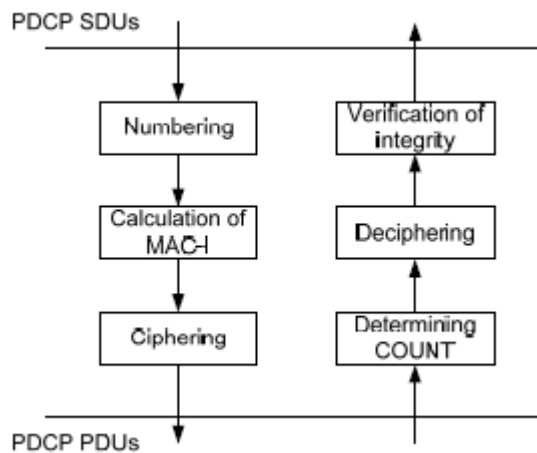 PDCP SDUs
Numbering
Verification of
integrity
Calculation of
MAC-I
Deciphering
Ciphering
Determining
COUNT
PDCP PDUs